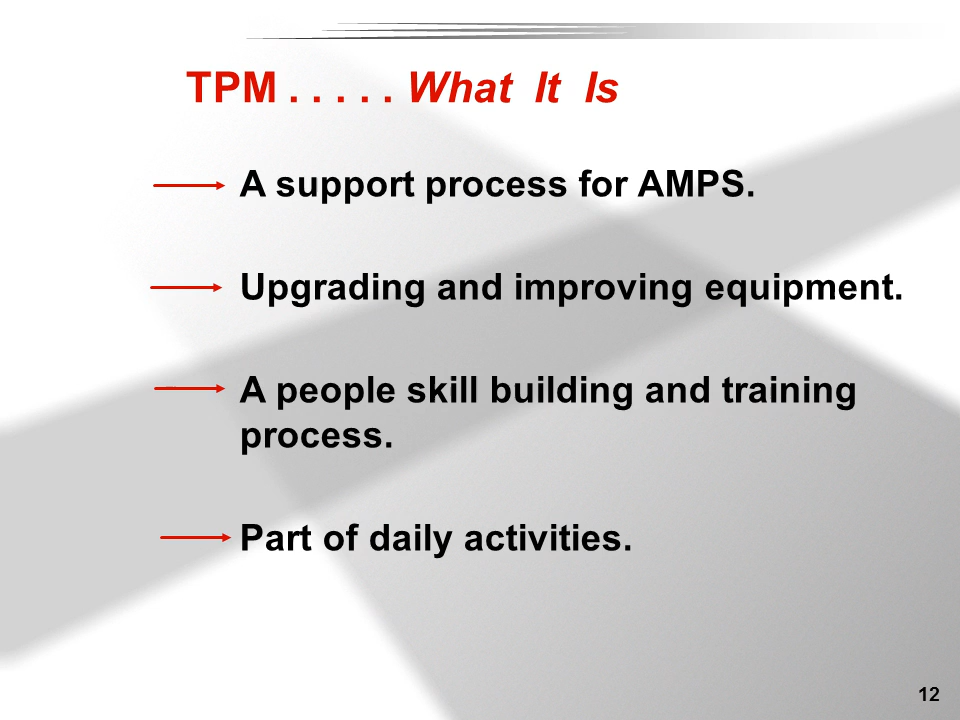 TPM . . . . . What It Is
A support process for AMPS.
Upgrading and improving equipment.
A people skill building and training
process.
Part of daily activities.
12